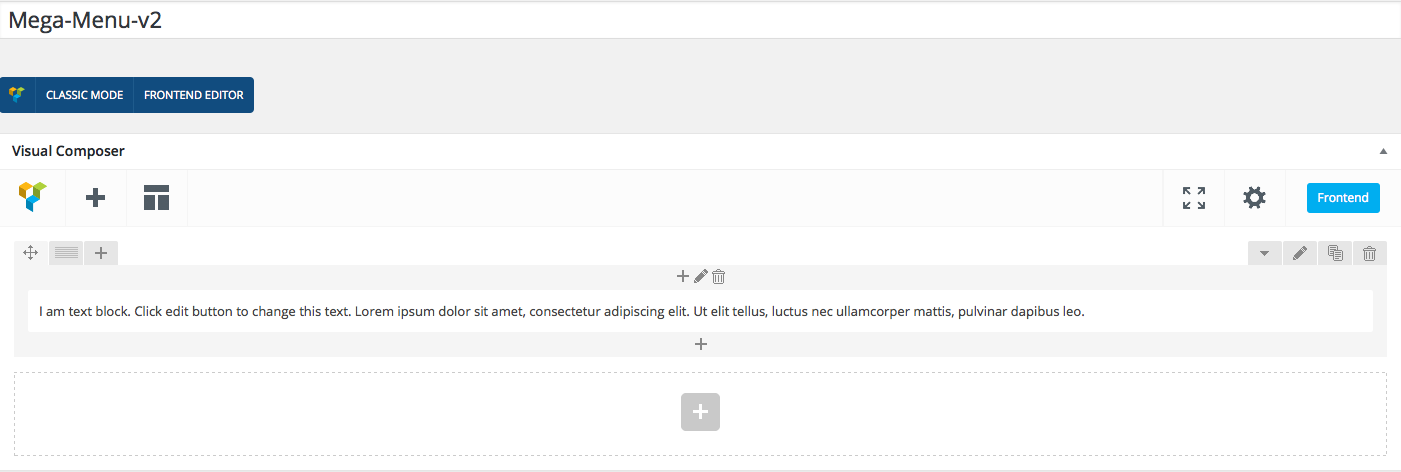 Mega-Menu-v2
CLASSIC MODE
FRONTEND EDITOR
Visual Composer
Frontend
I am text block. Click edit button to change this text. Lorem ipsum dolor sit amet, consectetur adipiscing elit. Ut elit tellus, luctus nec ullamcorper mattis, pulvinar dapibus leo.